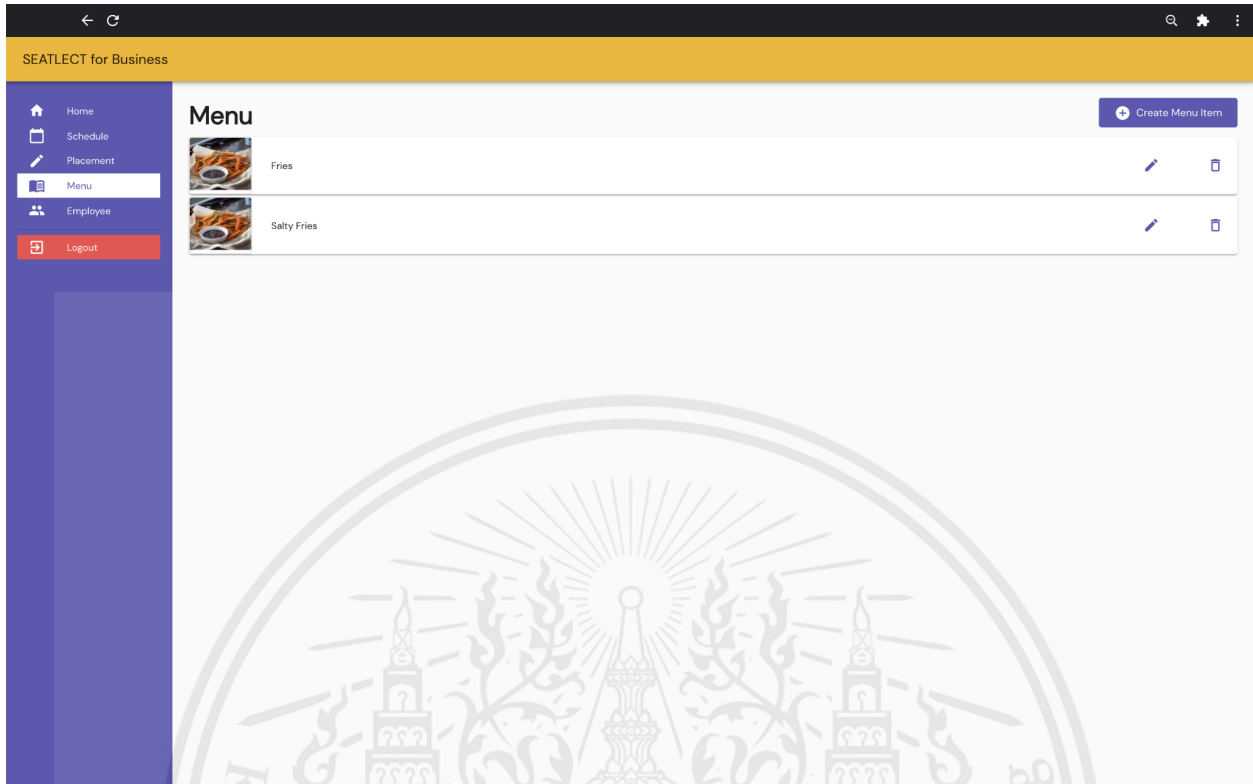 SEATLECT for Business
Home
Schedule
Placement
Menu
Employee
Logout
Menu
Create Menu Item
Fries
Salty Fries